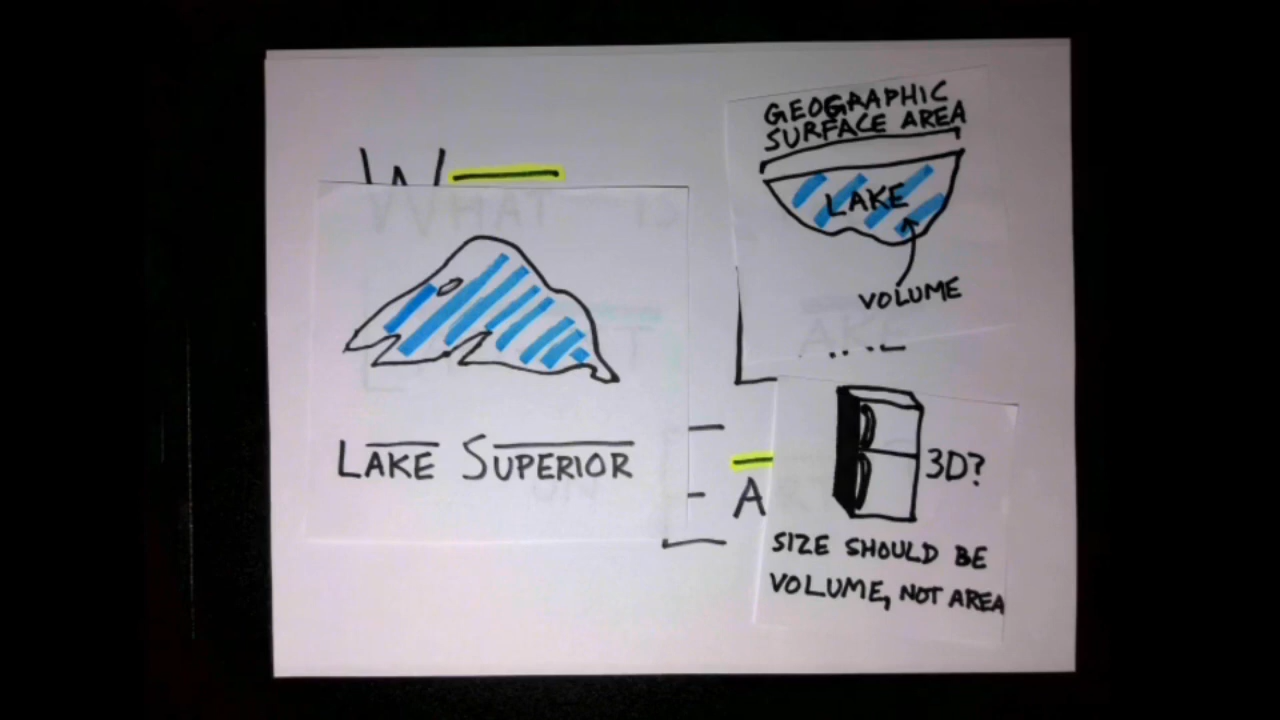 GEOGRAPHIC
SURFACE AREA
LAKE
VOLUME
LAKE SUPERIOR
A
3D?
SIZE SHOULD BE
VOLUME, NOT AREA